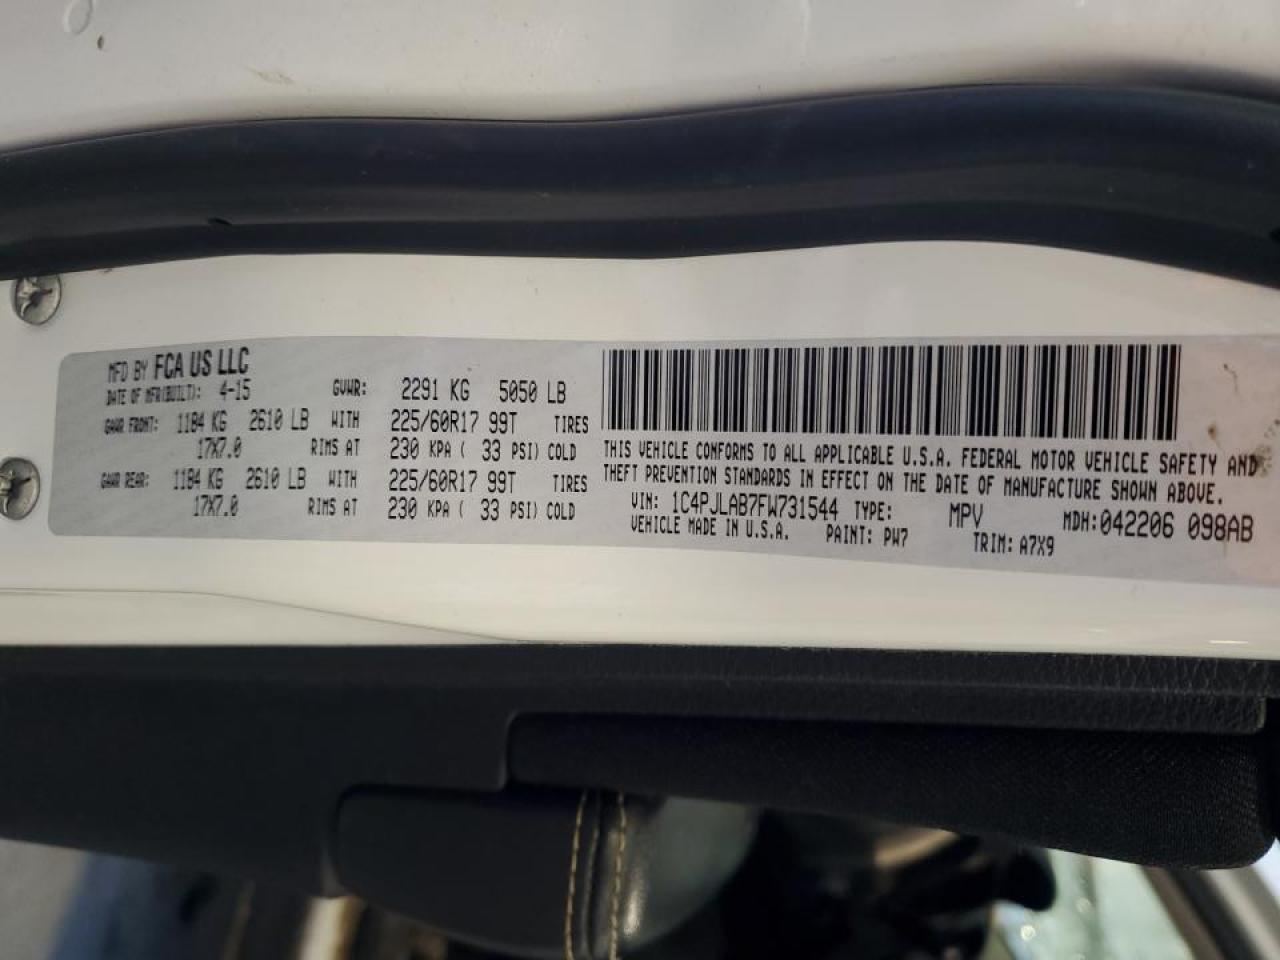 MFD BY FCA US LLC
DATE OF MFR(BUILT): 4-15 GVWR: 2291 KG 5050 LB
GAWR FRONT: 1184 KG 2610 LB WITH 225/60R17 99T TIRES
17X7.0 RIMS AT 230 KPA ( 33 PSI) COLD
GAWR REAR: 1184 KG 2610 LB WITH 225/60R17 99T TIRES
17X7.0 RIMS AT 230 KPA ( 33 PSI) COLD
THIS VEHICLE CONFORMS TO ALL APPLICABLE U.S.A. FEDERAL MOTOR VEHICLE SAFETY AND
THEFT PREVENTION STANDARDS IN EFFECT ON THE DATE OF MANUFACTURE SHOWN ABOVE.
VIN: 1C4PJLAB7FW731544 TYPE: MPV MDH:042206 098AB
VEHICLE MADE IN U.S.A. PAINT: PW7 TRIM: A7X9